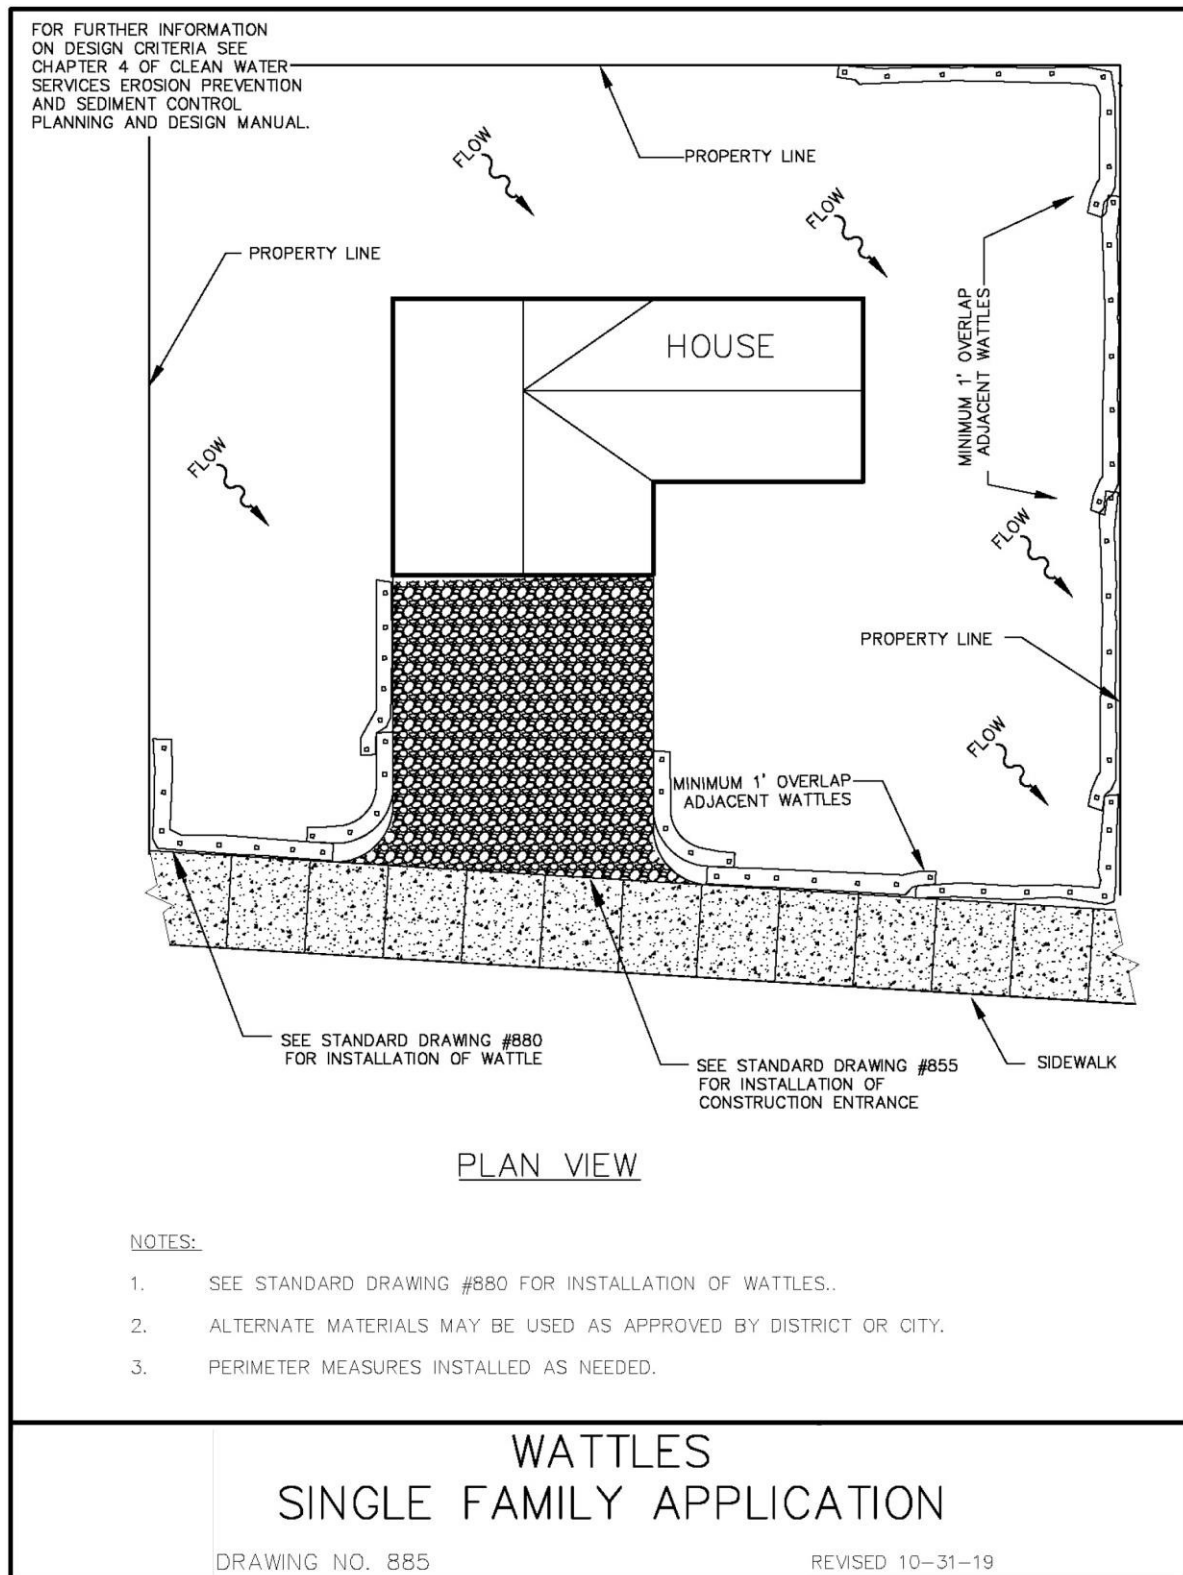 FOR FURTHER INFORMATION
ON DESIGN CRITERIA SEE
CHAPTER 4 OF CLEAN WATER
SERVICES EROSION PREVENTION
AND SEDIMENT CONTROL
PLANNING AND DESIGN MANUAL.
FLOW
PROPERTY LINE
FLOW
PROPERTY LINE
MINIMUM 1' OVERLAP
ADJACENT WATTLES
HOUSE
FLOW
FLOW
PROPERTY LINE
FLOW
MINIMUM 1' OVERLAP
ADJACENT WATTLES
SEE STANDARD DRAWING #880
FOR INSTALLATION OF WATTLE
SEE STANDARD DRAWING #855
FOR INSTALLATION OF
CONSTRUCTION ENTRANCE
SIDEWALK
PLAN VIEW
NOTES:
1. SEE STANDARD DRAWING #880 FOR INSTALLATION OF WATTLES..
2. ALTERNATE MATERIALS MAY BE USED AS APPROVED BY DISTRICT OR CITY.
3. PERIMETER MEASURES INSTALLED AS NEEDED.
WATTLES
SINGLE FAMILY APPLICATION
DRAWING NO. 885 REVISED 10-31-19